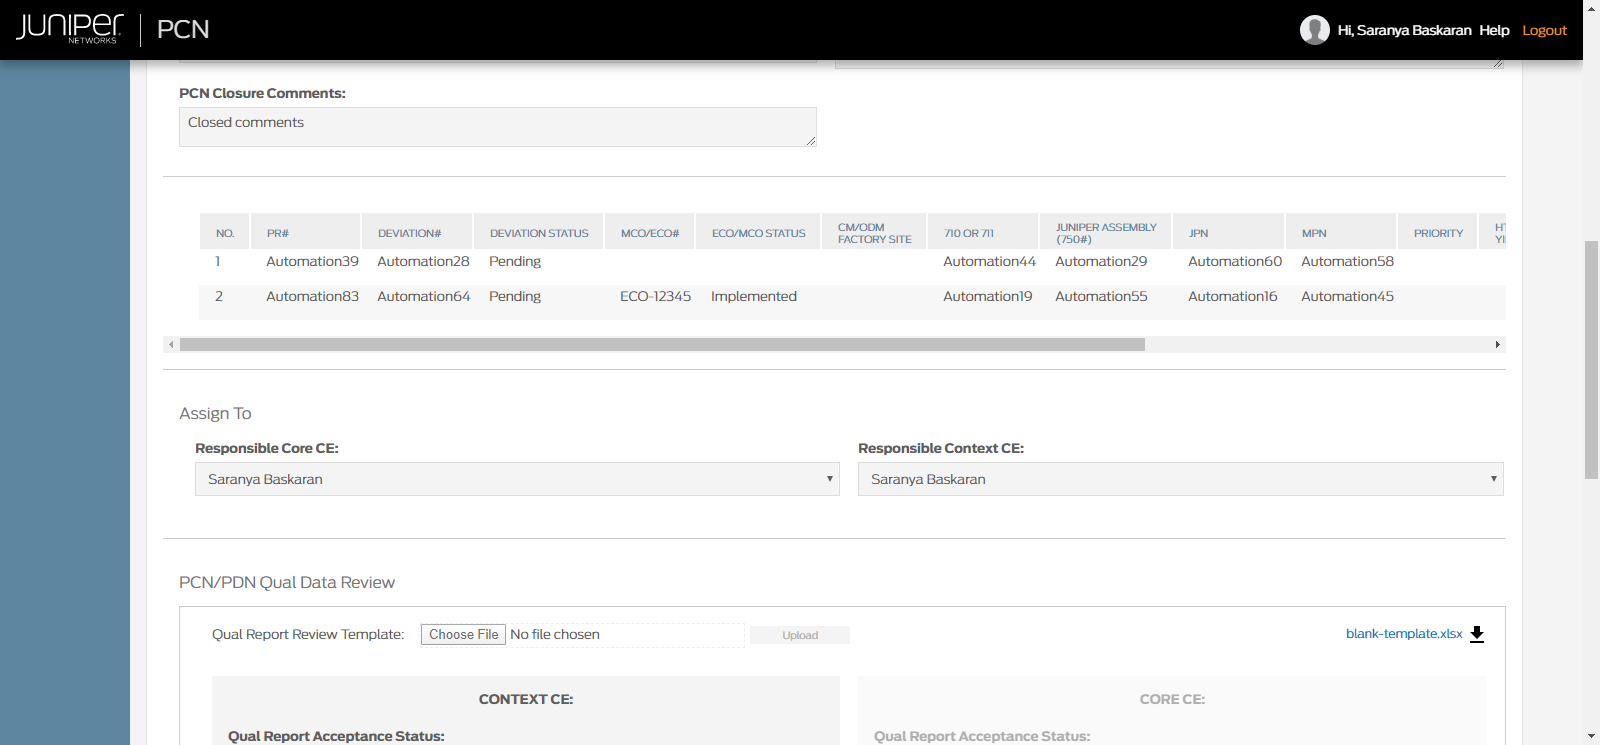 JUNIPER NETWORKS PCN Hi, Saranya Baskaran Help Logout
PCN Closure Comments:
Closed comments
NO. PR# DEVIATION# DEVIATION STATUS MCO/ECO# ECO/MCO STATUS CM/ODM FACTORY SITE 710 OR 711 JUNIPER ASSEMBLY (750#) JPN MPN PRIORITY
1 Automation39 Automation28 Pending Automation44 Automation29 Automation60 Automation58
2 Automation83 Automation64 Pending ECO-12345 Implemented Automation19 Automation55 Automation16 Automation45
Assign To
Responsible Core CE: Responsible Context CE:
Saranya Baskaran Saranya Baskaran
PCN/PDN Qual Data Review
Qual Report Review Template: Choose File No file chosen Upload blank-template.xlsx
CONTEXT CE: CORE CE:
Qual Report Acceptance Status: Qual Report Acceptance Status: